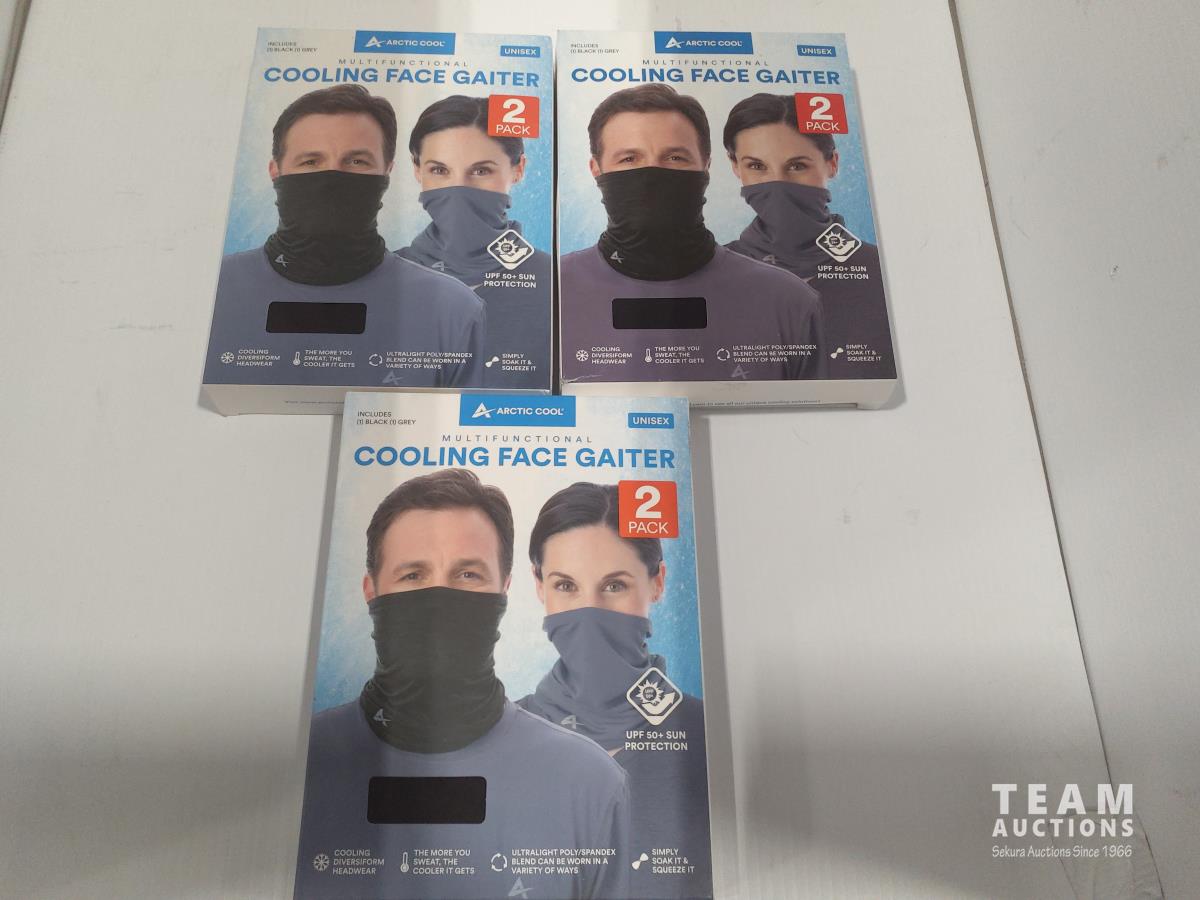 INCLUDES
(1) BLACK (1) GREY
ARCTIC COOL
UNISEX
MULTIFUNCTIONAL
COOLING FACE GAITER
2
PACK
UPF 50+ SUN
PROTECTION
COOLING
DIVERSIFORM
HEADWEAR
THE MORE YOU
SWEAT, THE
COOLER IT GETS
ULTRALIGHT POLY/SPANDEX
BLEND CAN BE WORN IN A
VARIETY OF WAYS
SIMPLY
SOAK IT &
SQUEEZE IT
INCLUDES
(1) BLACK (1) GREY
ARCTIC COOL
UNISEX
MULTIFUNCTIONAL
COOLING FACE GAITER
2
PACK
UPF 50+ SUN
PROTECTION
COOLING
DIVERSIFORM
HEADWEAR
THE MORE YOU
SWEAT, THE
COOLER IT GETS
ULTRALIGHT POLY/SPANDEX
BLEND CAN BE WORN IN A
VARIETY OF WAYS
SIMPLY
SOAK IT &
SQUEEZE IT
INCLUDES
(1) BLACK (1) GREY
ARCTIC COOL
UNISEX
MULTIFUNCTIONAL
COOLING FACE GAITER
2
PACK
UPF
50+
UPF 50+ SUN
PROTECTION
COOLING
DIVERSIFORM
HEADWEAR
THE MORE YOU
SWEAT, THE
COOLER IT GETS
ULTRALIGHT POLY/SPANDEX
BLEND CAN BE WORN IN A
VARIETY OF WAYS
SIMPLY
SOAK IT &
SQUEEZE IT
TEAM
AUCTIONS
Sekura Auctions Since 1966